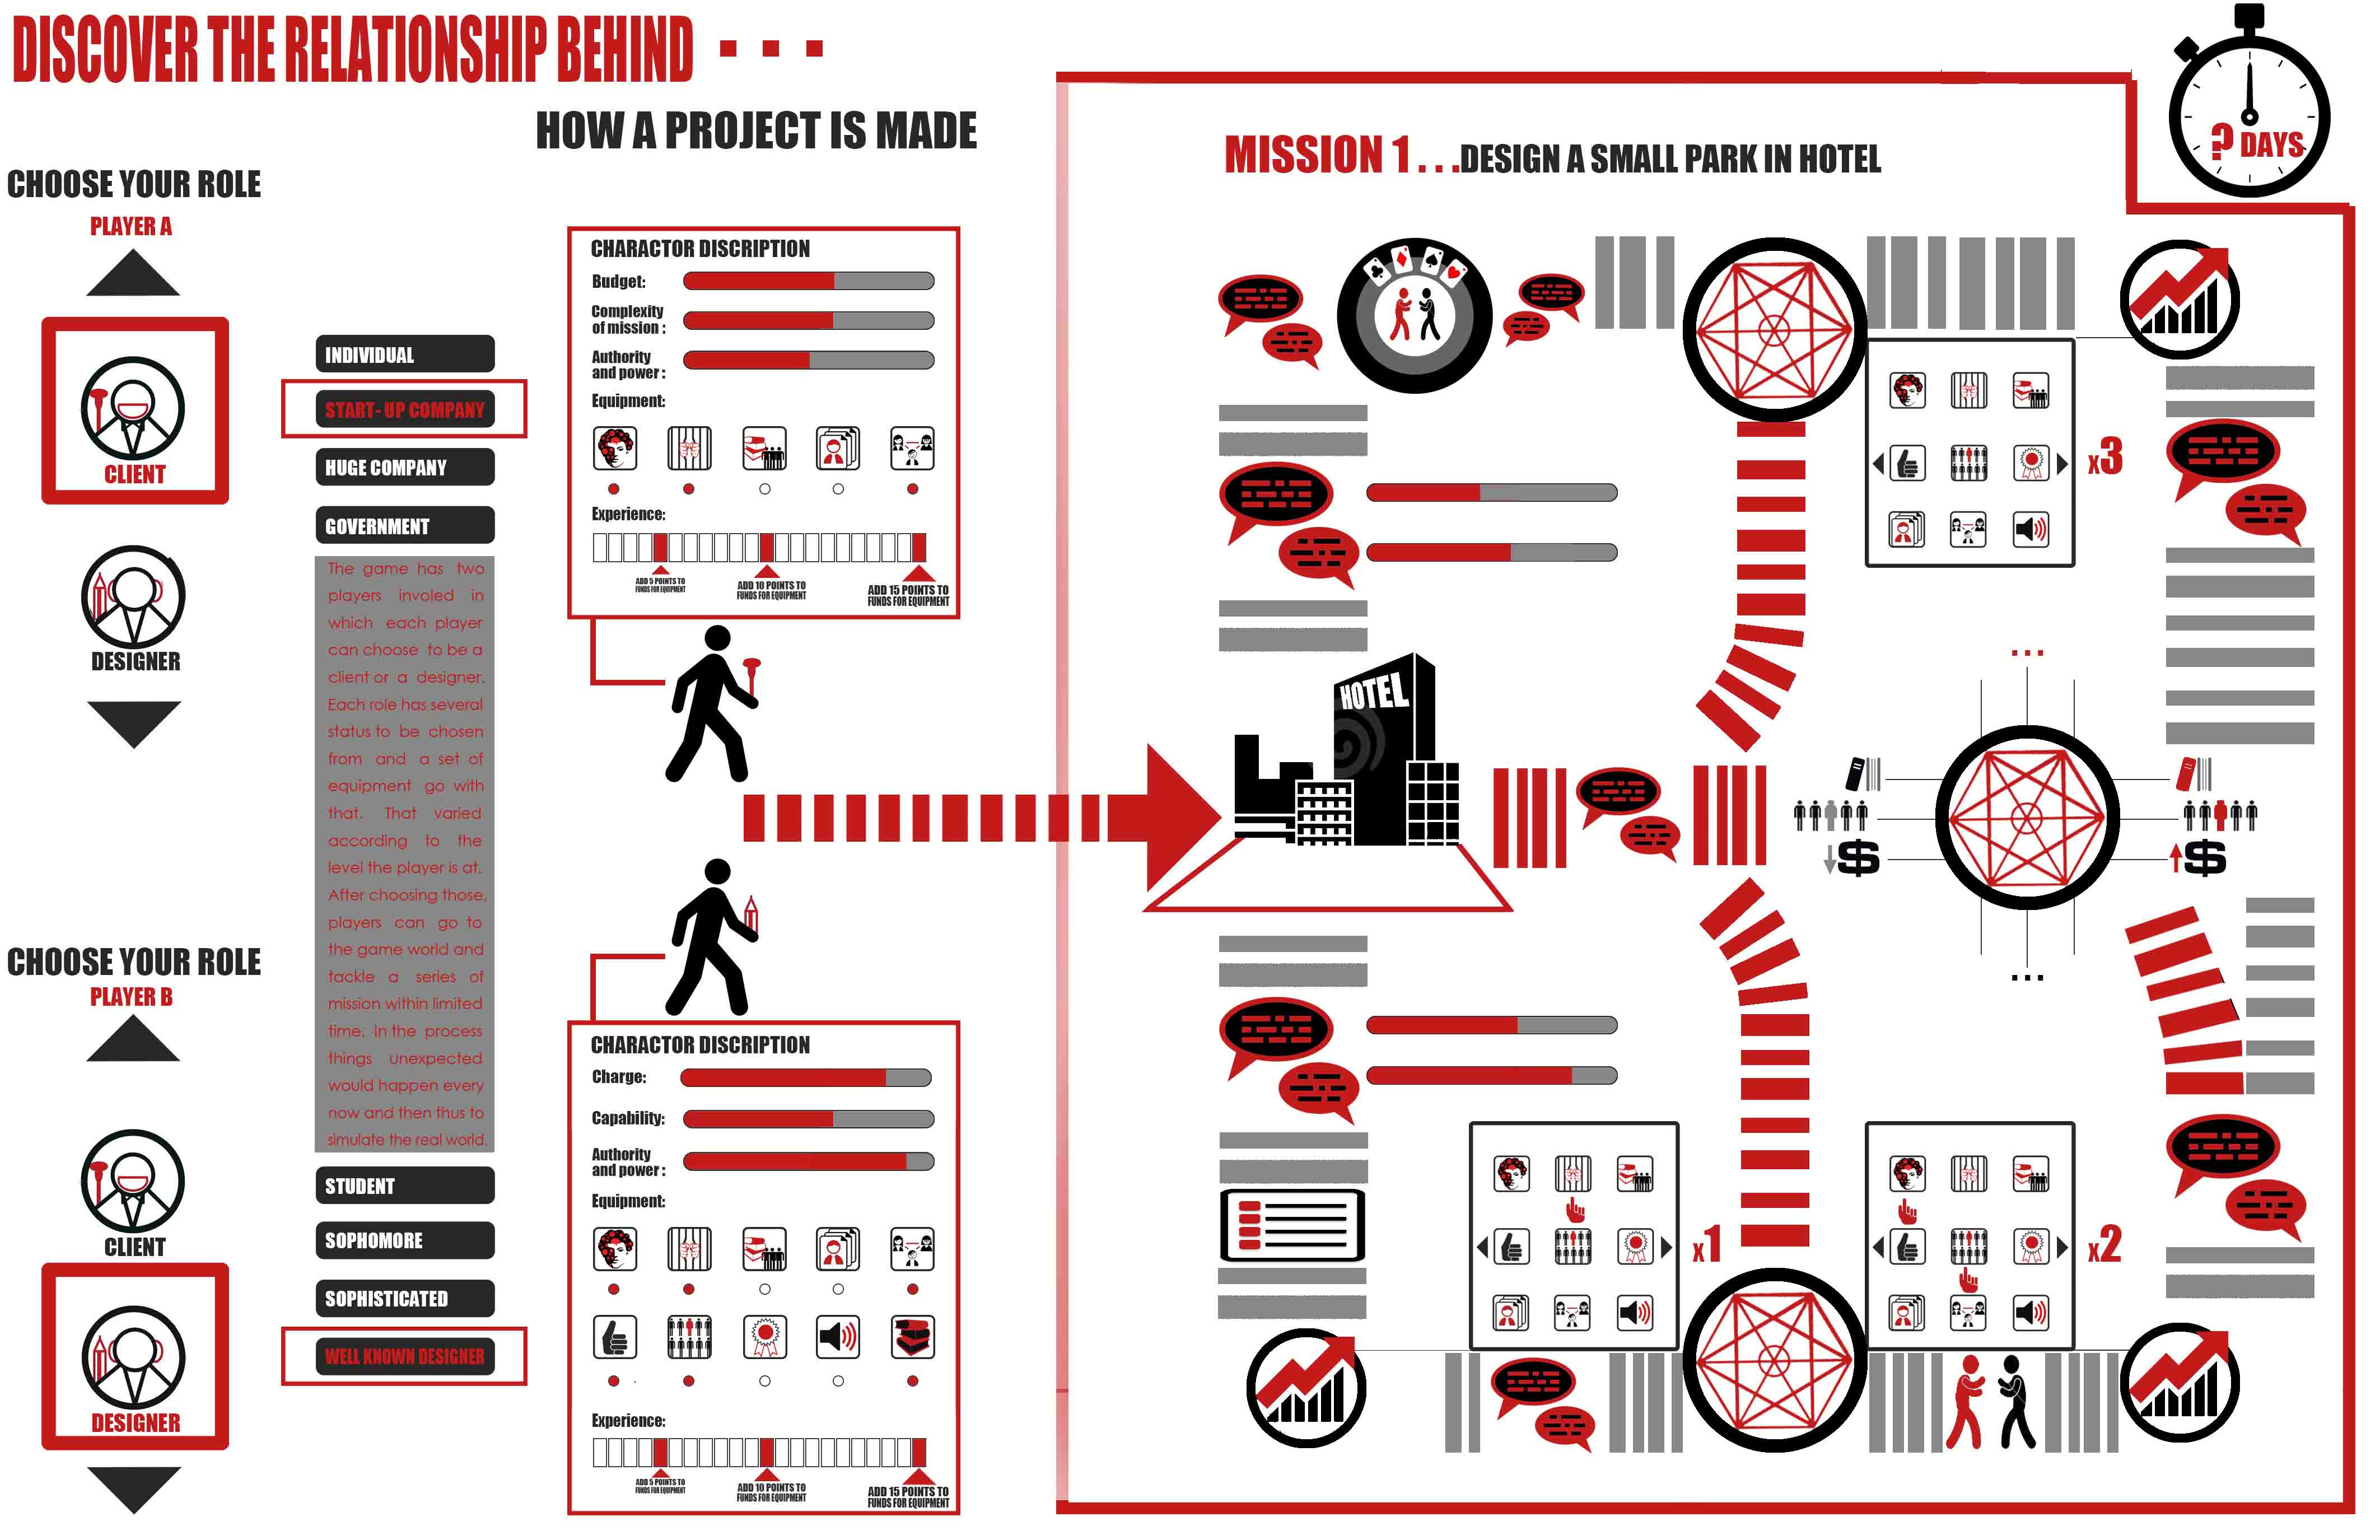 DISCOVER THE RELATIONSHIP BEHIND ...
HOW A PROJECT IS MADE
CHOOSE YOUR ROLE
PLAYER A
CLIENT
DESIGNER
INDIVIDUAL
START- UP COMPANY
HUGE COMPANY
GOVERNMENT
The game has two
players involed in
which each player
can choose to be a
client or a designer.
Each role has several
status to be chosen
from and a set of
equipment go with
that. That varied
according to the
level the player is at.
After choosing those,
players can go to
the game world and
tackle a series of
mission within limited
time. In the process
things unexpected
would happen every
now and then thus to
simulate the real world.
CHOOSE YOUR ROLE
PLAYER B
CLIENT
DESIGNER
STUDENT
SOPHOMORE
SOPHISTICATED
WELL KNOWN DESIGNER
CHARACTOR DISCRIPTION
Budget:
Complexity
of mission :
Authority
and power :
Equipment:
Experience:
ADD 5 POINTS TO
FUNDS FOR EQUIPMENT
ADD 10 POINTS TO
FUNDS FOR EQUIPMENT
ADD 15 POINTS TO
FUNDS FOR EQUIPMENT
CHARACTOR DISCRIPTION
Charge:
Capability:
Authority
and power :
Equipment:
Experience:
ADD 5 POINTS TO
FUNDS FOR EQUIPMENT
ADD 10 POINTS TO
FUNDS FOR EQUIPMENT
ADD 15 POINTS TO
FUNDS FOR EQUIPMENT
MISSION 1...DESIGN A SMALL PARK IN HOTEL
? DAYS
x3
HOTEL
...
$
$
...
x1
x2